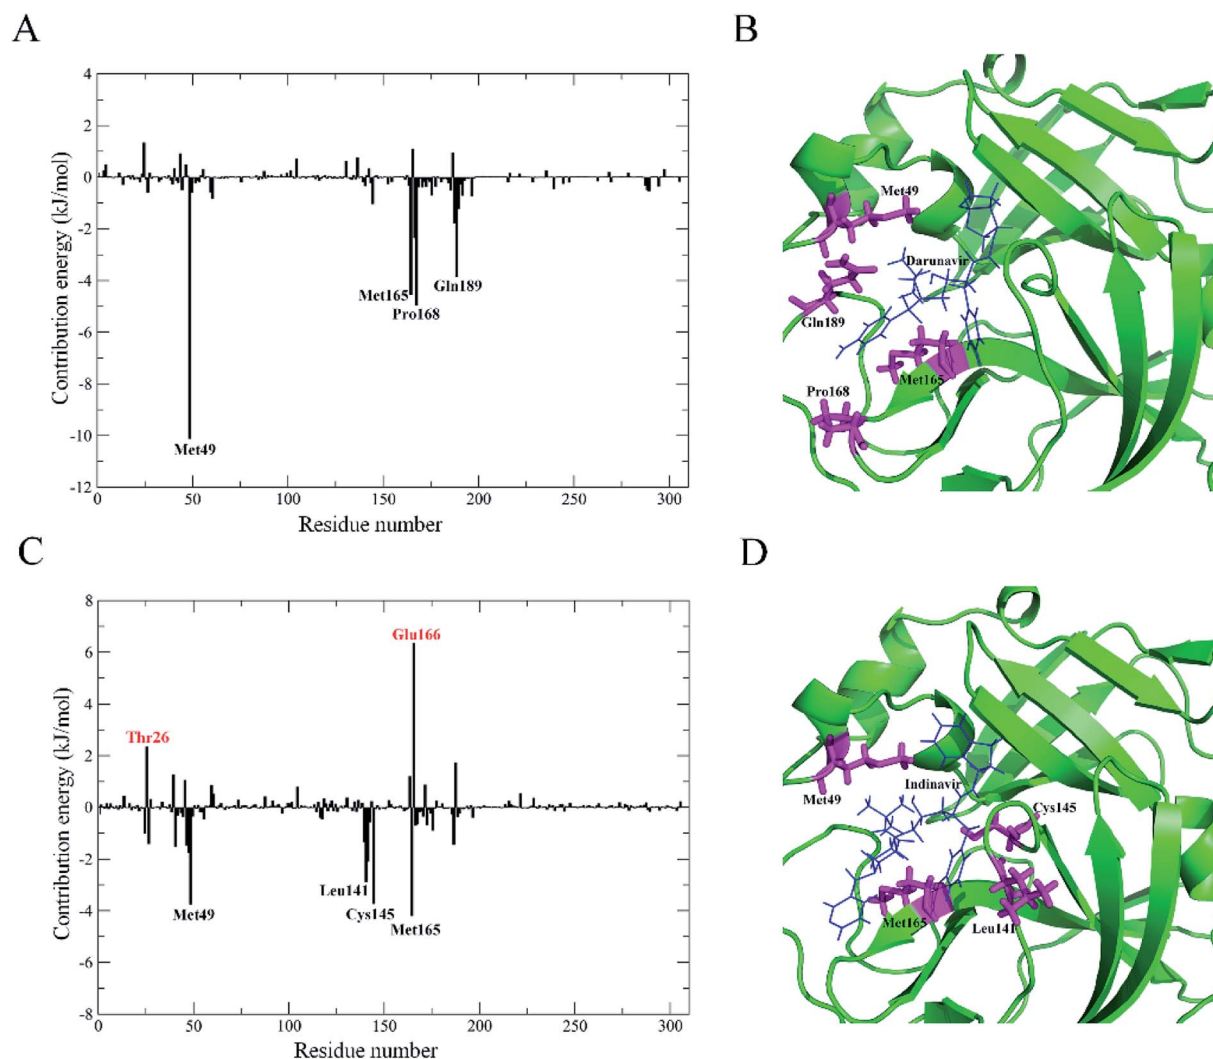 A
4
2
0
-2
-4
-6
-8
-10
-12
Contribution energy (kJ/mol)
Met165
Pro168
Gln189
Met49
0 50 100 150 200 250 300
Residue number
B
Met49
Darunavir
Gln189
Met165
Pro168
C
8
6
4
2
0
-2
-4
-6
-8
Contribution energy (kJ/mol)
Glu166
Thr26
Leu141
Met49
Cys145
Met165
0 50 100 150 200 250 300
Residue number
D
Indinavir
Met49
Cys145
Met165
Leu141